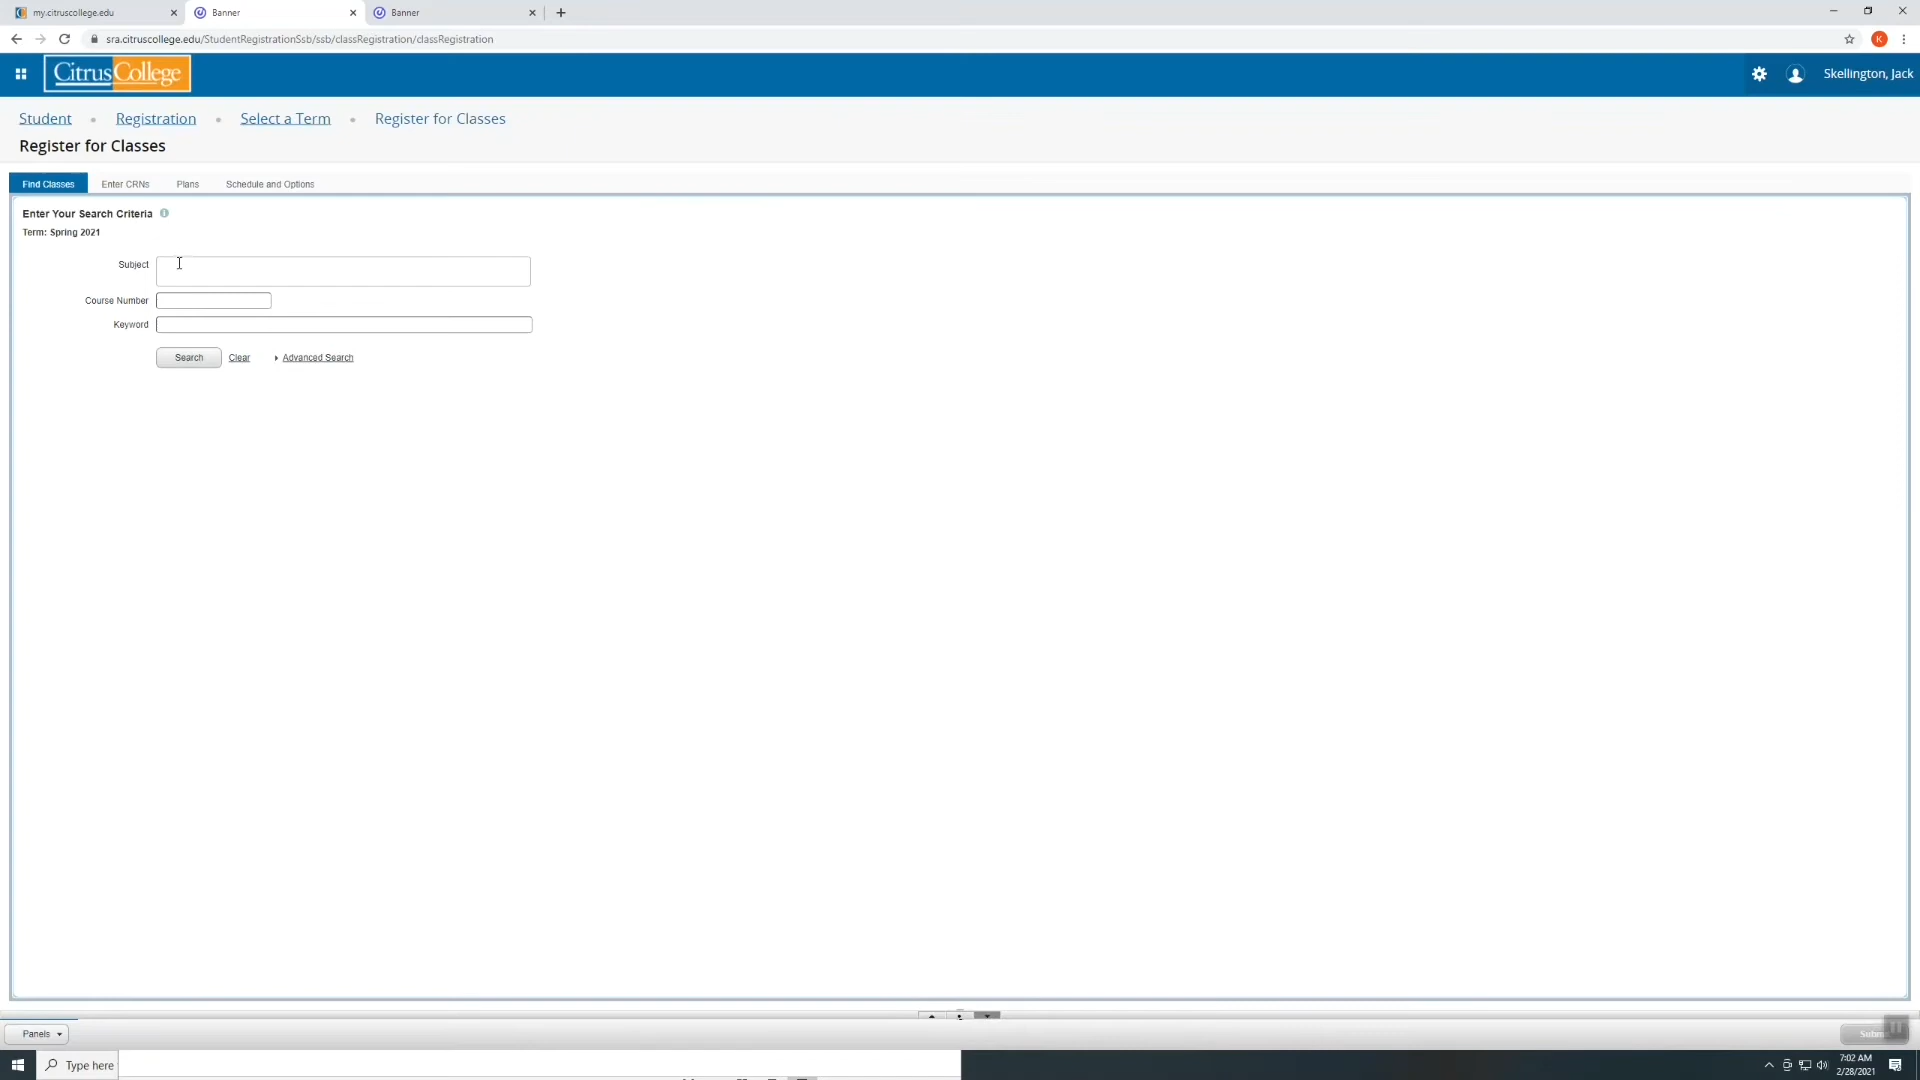 my.citruscollege.edu
Banner
Banner
sra.citruscollege.edu/StudentRegistrationSsb/ssb/classRegistration/classRegistration
K
CitrusCollege
Skellington, Jack
Student • Registration • Select a Term • Register for Classes
Register for Classes
Find Classes
Enter CRNs
Plans
Schedule and Options
Enter Your Search Criteria
Term: Spring 2021
Subject
Course Number
Keyword
Search
Clear
Advanced Search
Panels
Type here
7:02 AM
2/28/2021